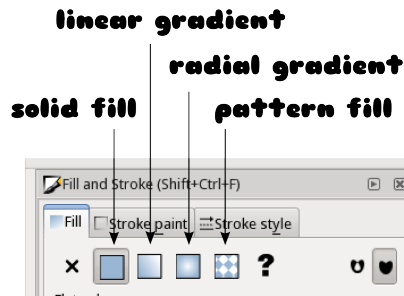 linear gradient
radial gradient
solid fill
pattern fill
Fill and Stroke (Shift+Ctrl+F)
Fill
Stroke paint
Stroke style
?